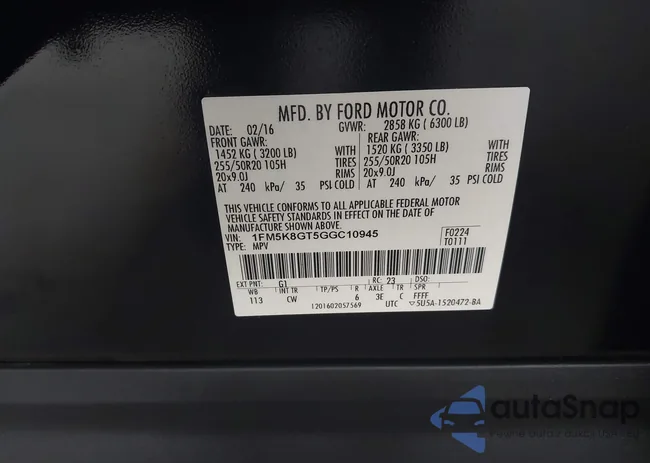 MFD. BY FORD MOTOR CO.
DATE: 02/16 GVWR: 2858 KG ( 6300 LB)
FRONT GAWR: REAR GAWR:
1452 KG ( 3200 LB) WITH 1520 KG ( 3350 LB) WITH
255/50R20 105H TIRES 255/50R20 105H TIRES
20x9.0J RIMS 20x9.0J RIMS
AT 240 kPa/ 35 PSI COLD AT 240 kPa/ 35 PSI COLD
THIS VEHICLE CONFORMS TO ALL APPLICABLE FEDERAL MOTOR
VEHICLE SAFETY STANDARDS IN EFFECT ON THE DATE OF
MANUFACTURE SHOWN ABOVE.
VIN: 1FM5K8GT5GGC10945 F0224
TYPE: MPV T0111
EXT PNT: G1 RC: 23 DSO:
WB INT TR TP/PS R AXLE TR SPR
113 CW 6 3E C FFFF
1201602057569 UTC 5U5A-1520472-BA
autoSnap